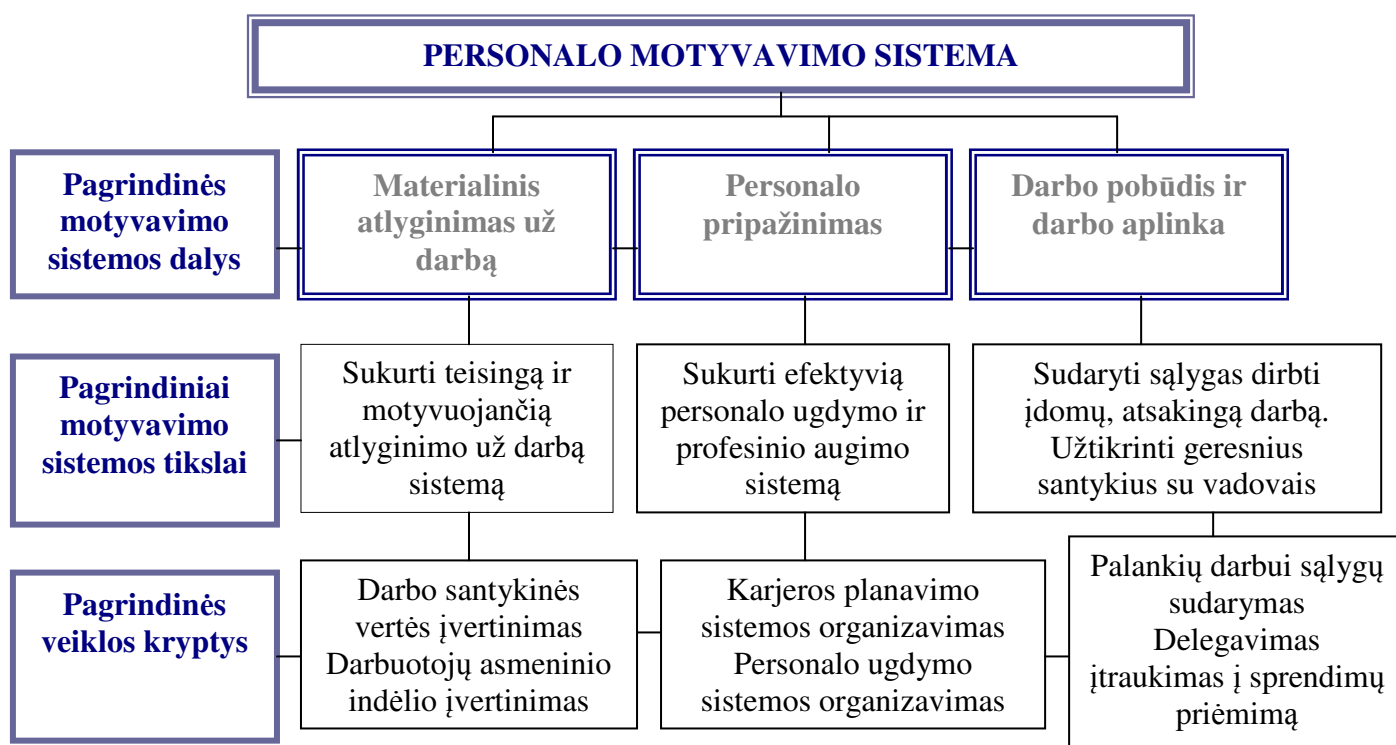 PERSONALO MOTYVAVIMO SISTEMA
Pagrindinės
motyvavimo
sistemos dalys
Materialinis
atlyginimas už
darbą
Personalo
pripažinimas
Darbo pobūdis ir
darbo aplinka
Pagrindiniai
motyvavimo
sistemos tikslai
Sukurti teisingą ir
motyvuojančią
atlyginimo už darbą
sistemą
Sukurti efektyvią
personalo ugdymo ir
profesinio augimo
sistemą
Sudaryti sąlygas dirbti
įdomų, atsakingą darbą.
Užtikrinti geresnius
santykius su vadovais
Pagrindinės
veiklos kryptys
Darbo santykinės
vertės įvertinimas
Darbuotojų asmeninio
indėlio įvertinimas
Karjeros planavimo
sistemos organizavimas
Personalo ugdymo
sistemos organizavimas
Palankių darbui sąlygų
sudarymas
Delegavimas
įtraukimas į sprendimų
priėmimą